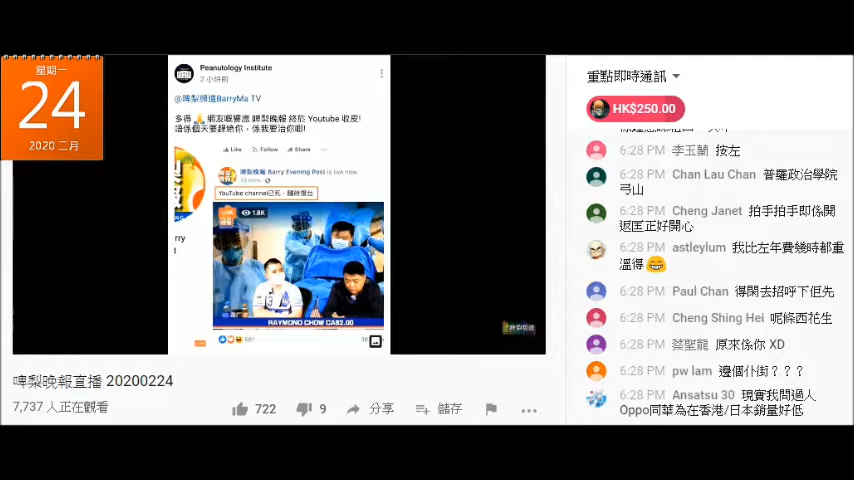 星期一
24
2020 二月
Peanutology Institute
2 小時前
@啤梨頻道BarryMa TV
多得🙏網友嘅響應 啤梨晚報 終於 Youtube 收皮!
唔係個天要趕絕你，係我要治你咖!
Like Follow Share ...
啤梨晚報 Barry Evening Post is live now.
YouTube channel已死，隨時霸台
1.8K
rry
t
RAYMOND CHOW CA$2.00
581
啤梨頻道
啤梨晚報直播 20200224
7,737 人正在觀看
722
9
分享
儲存
重點即時通訊
HK$250.00
6:28 PM 李玉蘭 按左
6:28 PM Chan Lau Chan 普羅政治學院
弓山
6:28 PM Cheng Janet 拍手拍手即係開
返匡正好開心
6:28 PM astleylum 我比左年費幾時都重
溫得😁
6:28 PM Paul Chan 得閑去招呼下佢先
6:28 PM Cheng Shing Hei 呢條西花生
6:28 PM 蔡聖龍 原來係你 XD
6:28 PM pw lam 邊個仆街？？？
6:28 PM Ansatsu 30 現實我問過人
Oppo同華為在香港/日本銷量好低